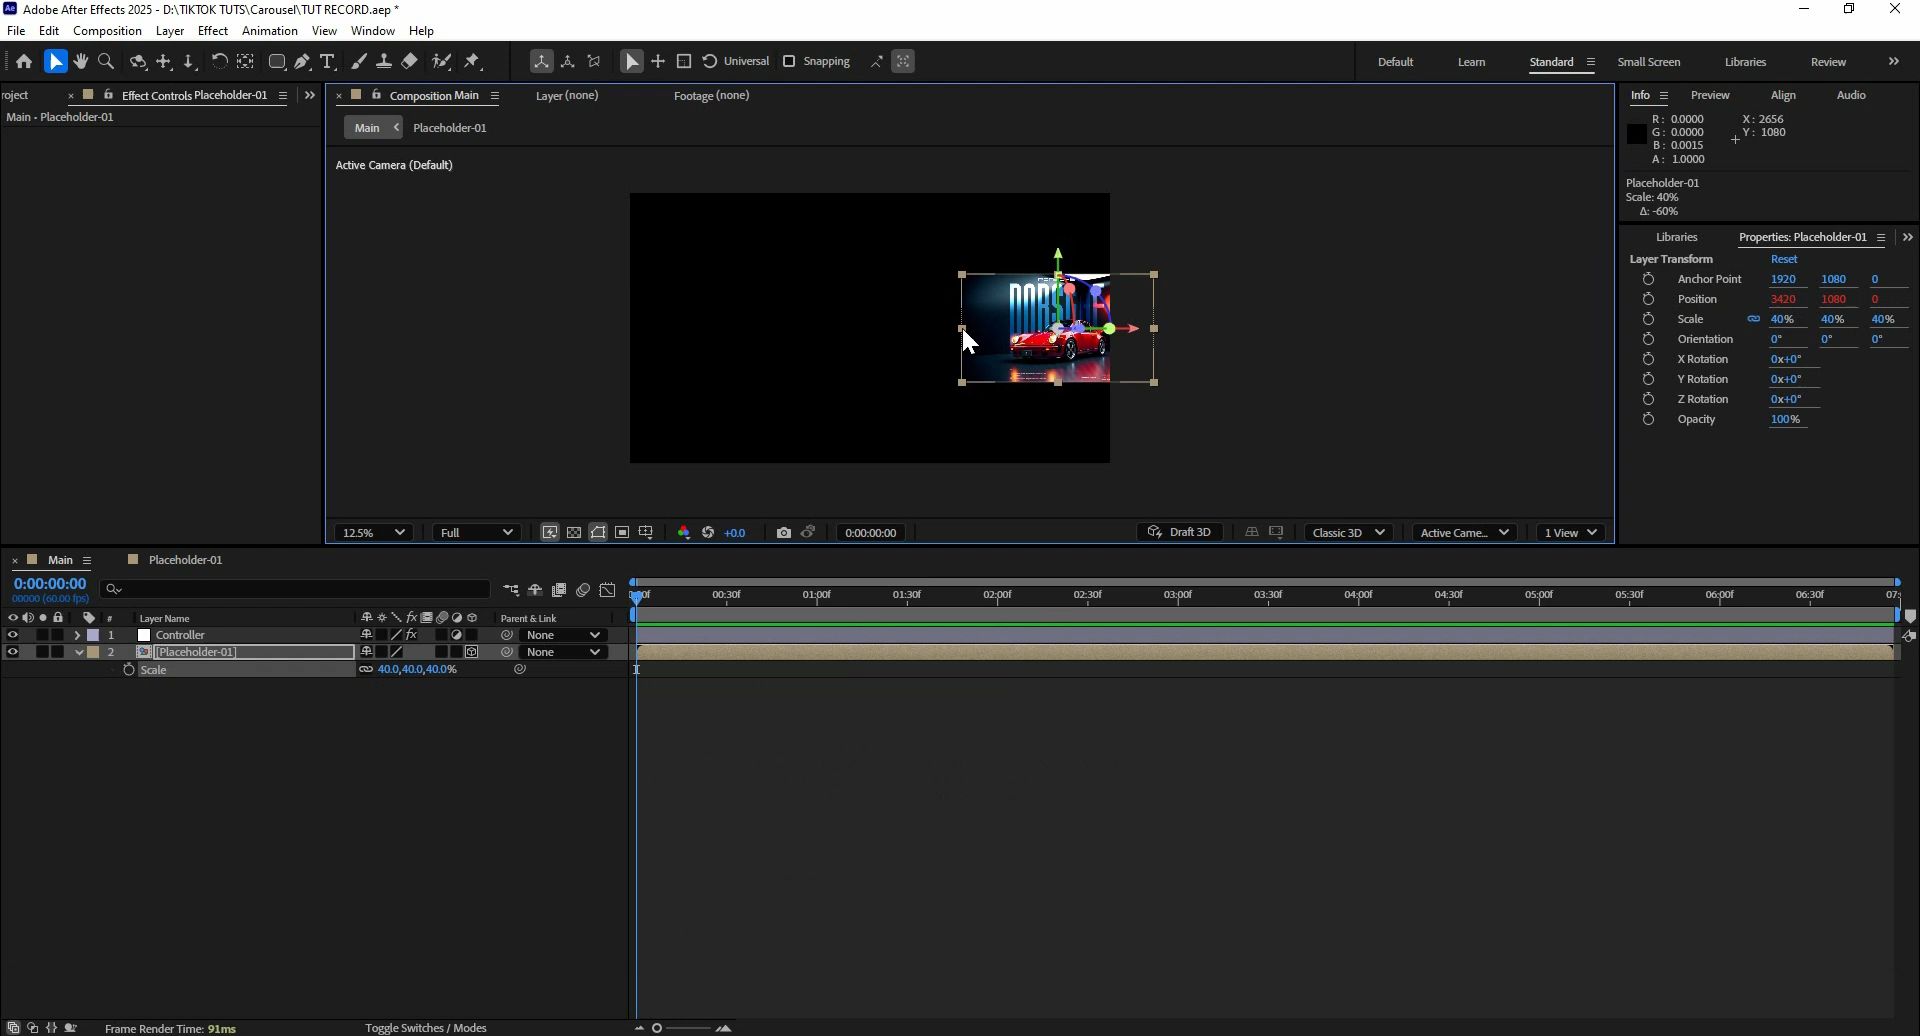 Adobe After Effects 2025 - D:\TIKTOK TUTS\Carousel\TUT RECORD.aep *
File Edit Composition Layer Effect Animation View Window Help
Universal Snapping Default Learn Standard Small Screen Libraries Review
roject Effect Controls Placeholder-01
Main - Placeholder-01
Composition Main Layer (none) Footage (none)
Main Placeholder-01
Active Camera (Default)
Info Preview Align Audio
R: 0.0000 X: 2656
G: 0.0000 Y: 1080
B: 0.0015
A: 1.0000
Placeholder-01
Scale: 40%
Δ: -60%
Libraries Properties: Placeholder-01
Layer Transform Reset
Anchor Point 1920 1080 0
Position 3420 1080 0
Scale 40% 40% 40%
Orientation 0° 0° 0°
X Rotation 0x+0°
Y Rotation 0x+0°
Z Rotation 0x+0°
Opacity 100%
12.5% Full +0.0 0:00:00:00 Draft 3D Classic 3D Active Came... 1 View
Main Placeholder-01
0:00:00:00
00000 (60.00 fps)
00f 00:30f 01:00f 01:30f 02:00f 02:30f 03:00f 03:30f 04:00f 04:30f 05:00f 05:30f 06:00f 06:30f 07:
# Layer Name fx Parent & Link
1 Controller fx None
2 [Placeholder-01] None
Scale 40.0,40.0,40.0%
Frame Render Time: 91ms Toggle Switches / Modes